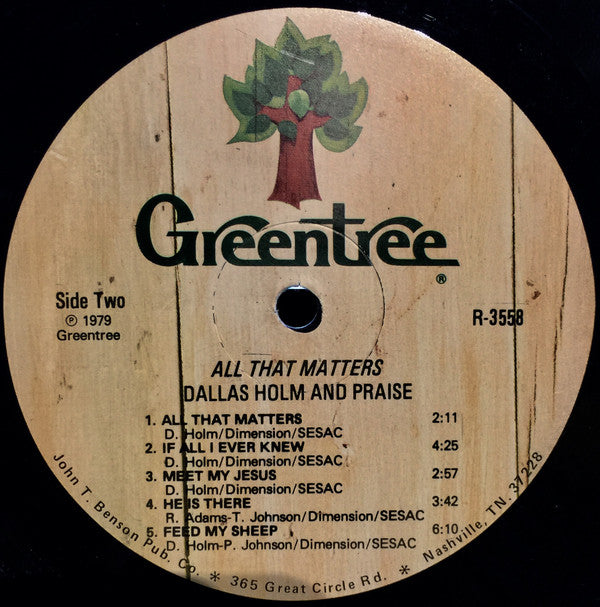 Greentree
®
Side Two
℗ 1979
Greentree
R-3558
ALL THAT MATTERS
DALLAS HOLM AND PRAISE
1. ALL THAT MATTERS 2:11
D. Holm/Dimension/SESAC
2. IF ALL I EVER KNEW 4:25
D. Holm/Dimension/SESAC
3. MEET MY JESUS 2:57
D. Holm/Dimension/SESAC
4. HE IS THERE 3:42
R. Adams-T. Johnson/Dimension/SESAC
5. FEED MY SHEEP 6:10
D. Holm-P. Johnson/Dimension/SESAC
John T. Benson Pub. Co. * 365 Great Circle Rd. * Nashville, TN. 37228